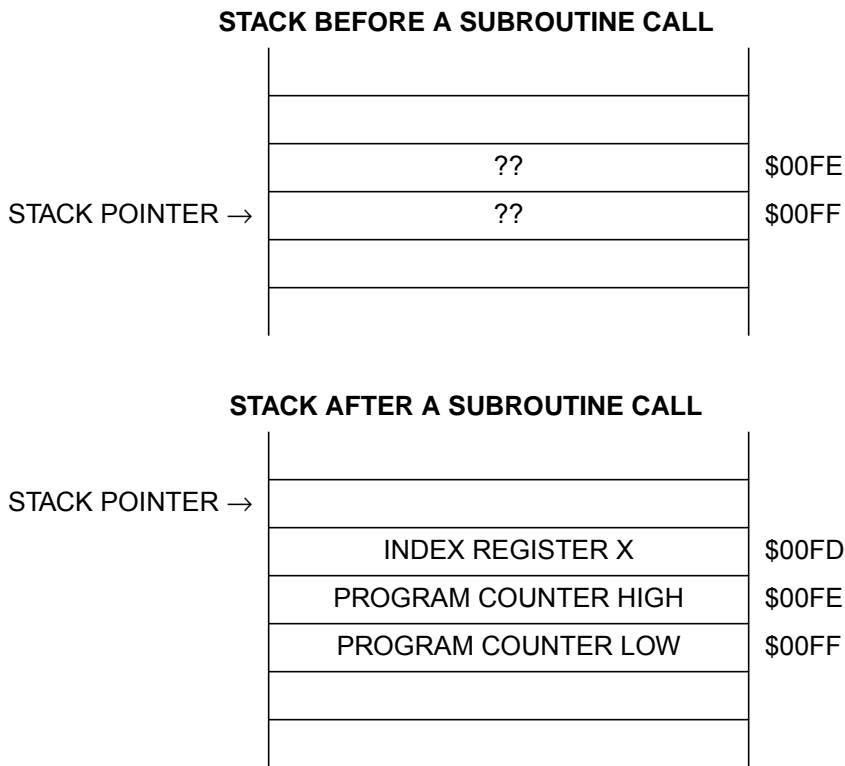 STACK BEFORE A SUBROUTINE CALL
?? $00FE
STACK POINTER → ?? $00FF
STACK AFTER A SUBROUTINE CALL
STACK POINTER →
INDEX REGISTER X $00FD
PROGRAM COUNTER HIGH $00FE
PROGRAM COUNTER LOW $00FF